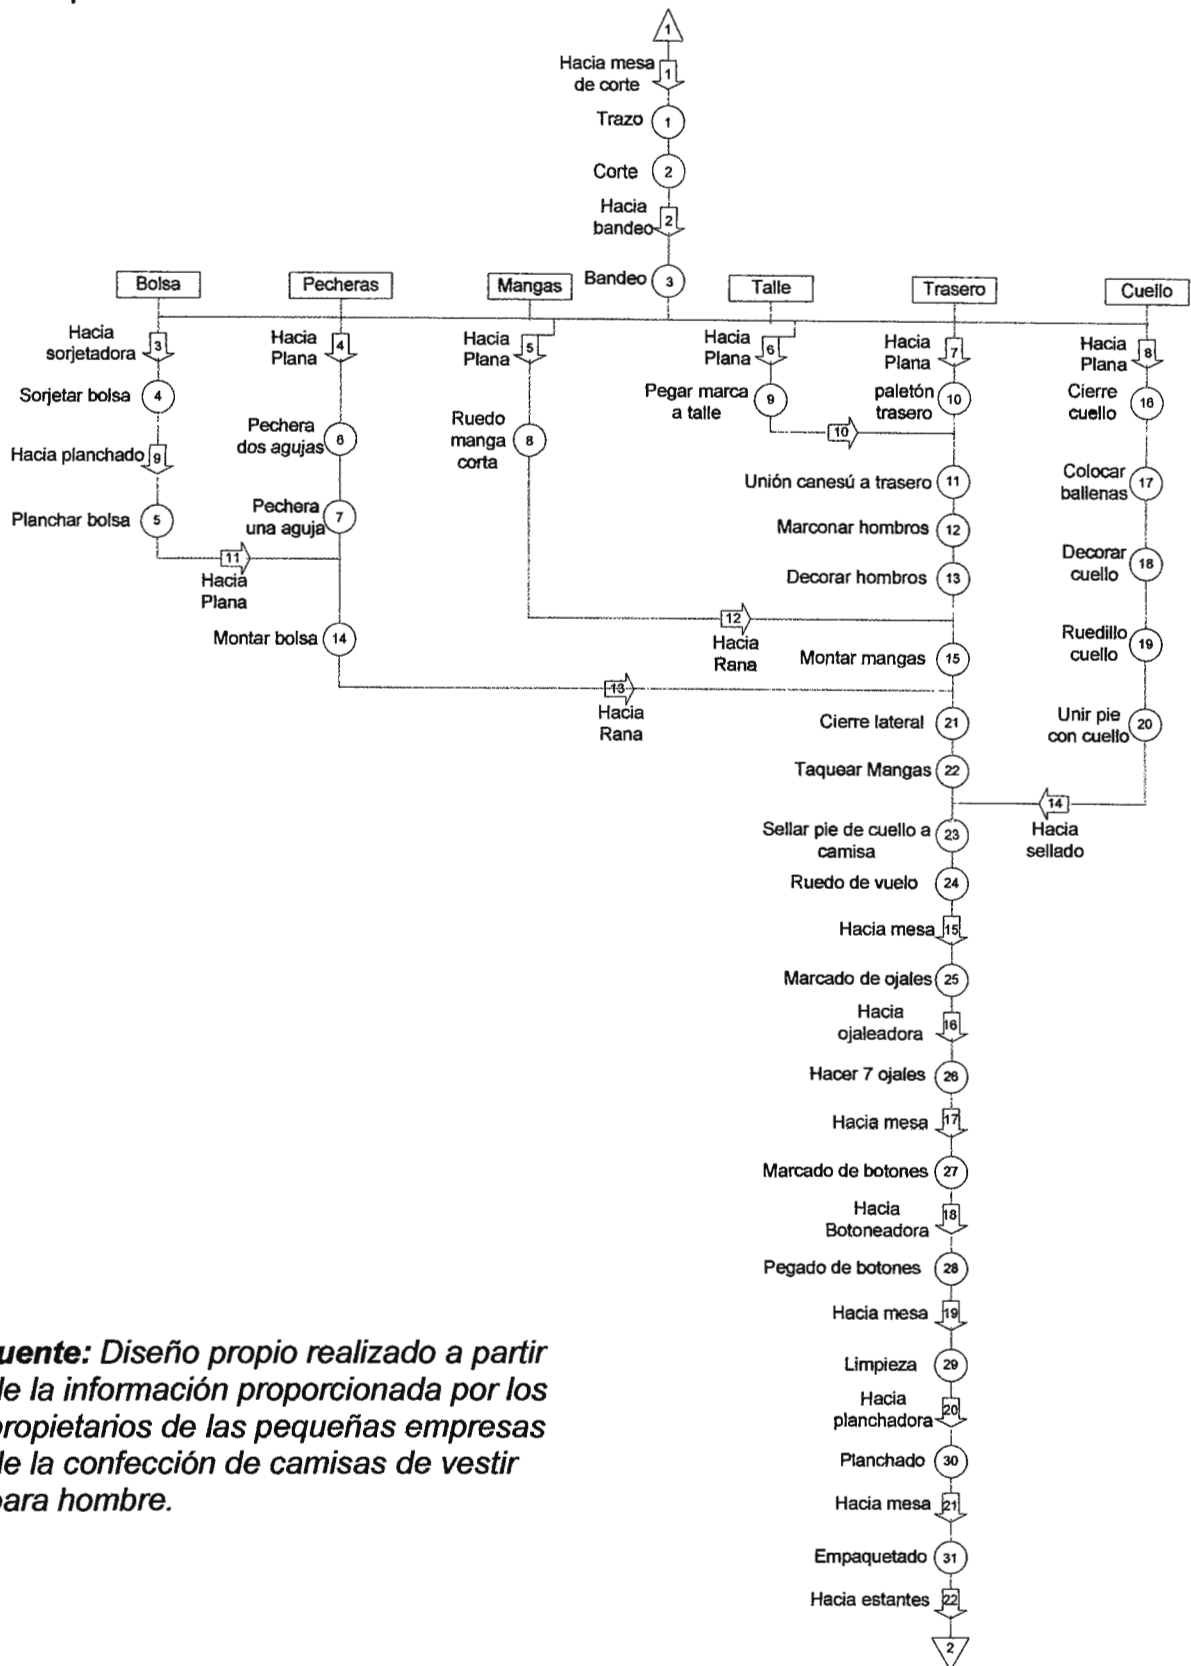 1
Hacia mesa
de corte
1
Trazo
1
Corte
2
Hacia
bandeo
2
Bandeo
3
Bolsa
Pecheras
Mangas
Talle
Trasero
Cuello
Hacia
sorjetadora
3
Sorjetar bolsa
4
Hacia planchado
9
Planchar bolsa
5
11
Hacia
Plana
Hacia
Plana
4
Pechera
dos agujas
6
Pechera
una aguja
7
Montar bolsa
14
13
Hacia
Rana
Hacia
Plana
5
Ruedo
manga
corta
8
12
Hacia
Rana
Hacia
Plana
6
Pegar marca
a talle
9
10
Hacia
Plana
7
paletón
trasero
10
Unión canesú a trasero
11
Marconar hombros
12
Decorar hombros
13
Montar mangas
15
Cierre lateral
21
Taquear Mangas
22
Hacia
Plana
8
Cierre
cuello
16
Colocar
ballenas
17
Decorar
cuello
18
Ruedillo
cuello
19
Unir pie
con cuello
20
14
Hacia
sellado
Sellar pie de cuello a
camisa
23
Ruedo de vuelo
24
Hacia mesa
15
Marcado de ojales
25
Hacia
ojaleadora
16
Hacer 7 ojales
26
Hacia mesa
17
Marcado de botones
27
Hacia
Botoneadora
18
Pegado de botones
28
Hacia mesa
19
Limpieza
29
Hacia
planchadora
20
Planchado
30
Hacia mesa
21
Empaquetado
31
Hacia estantes
22
2
uente: Diseño propio realizado a partir
le la información proporcionada por los
propietarios de las pequeñas empresas
le la confección de camisas de vestir
para hombre.